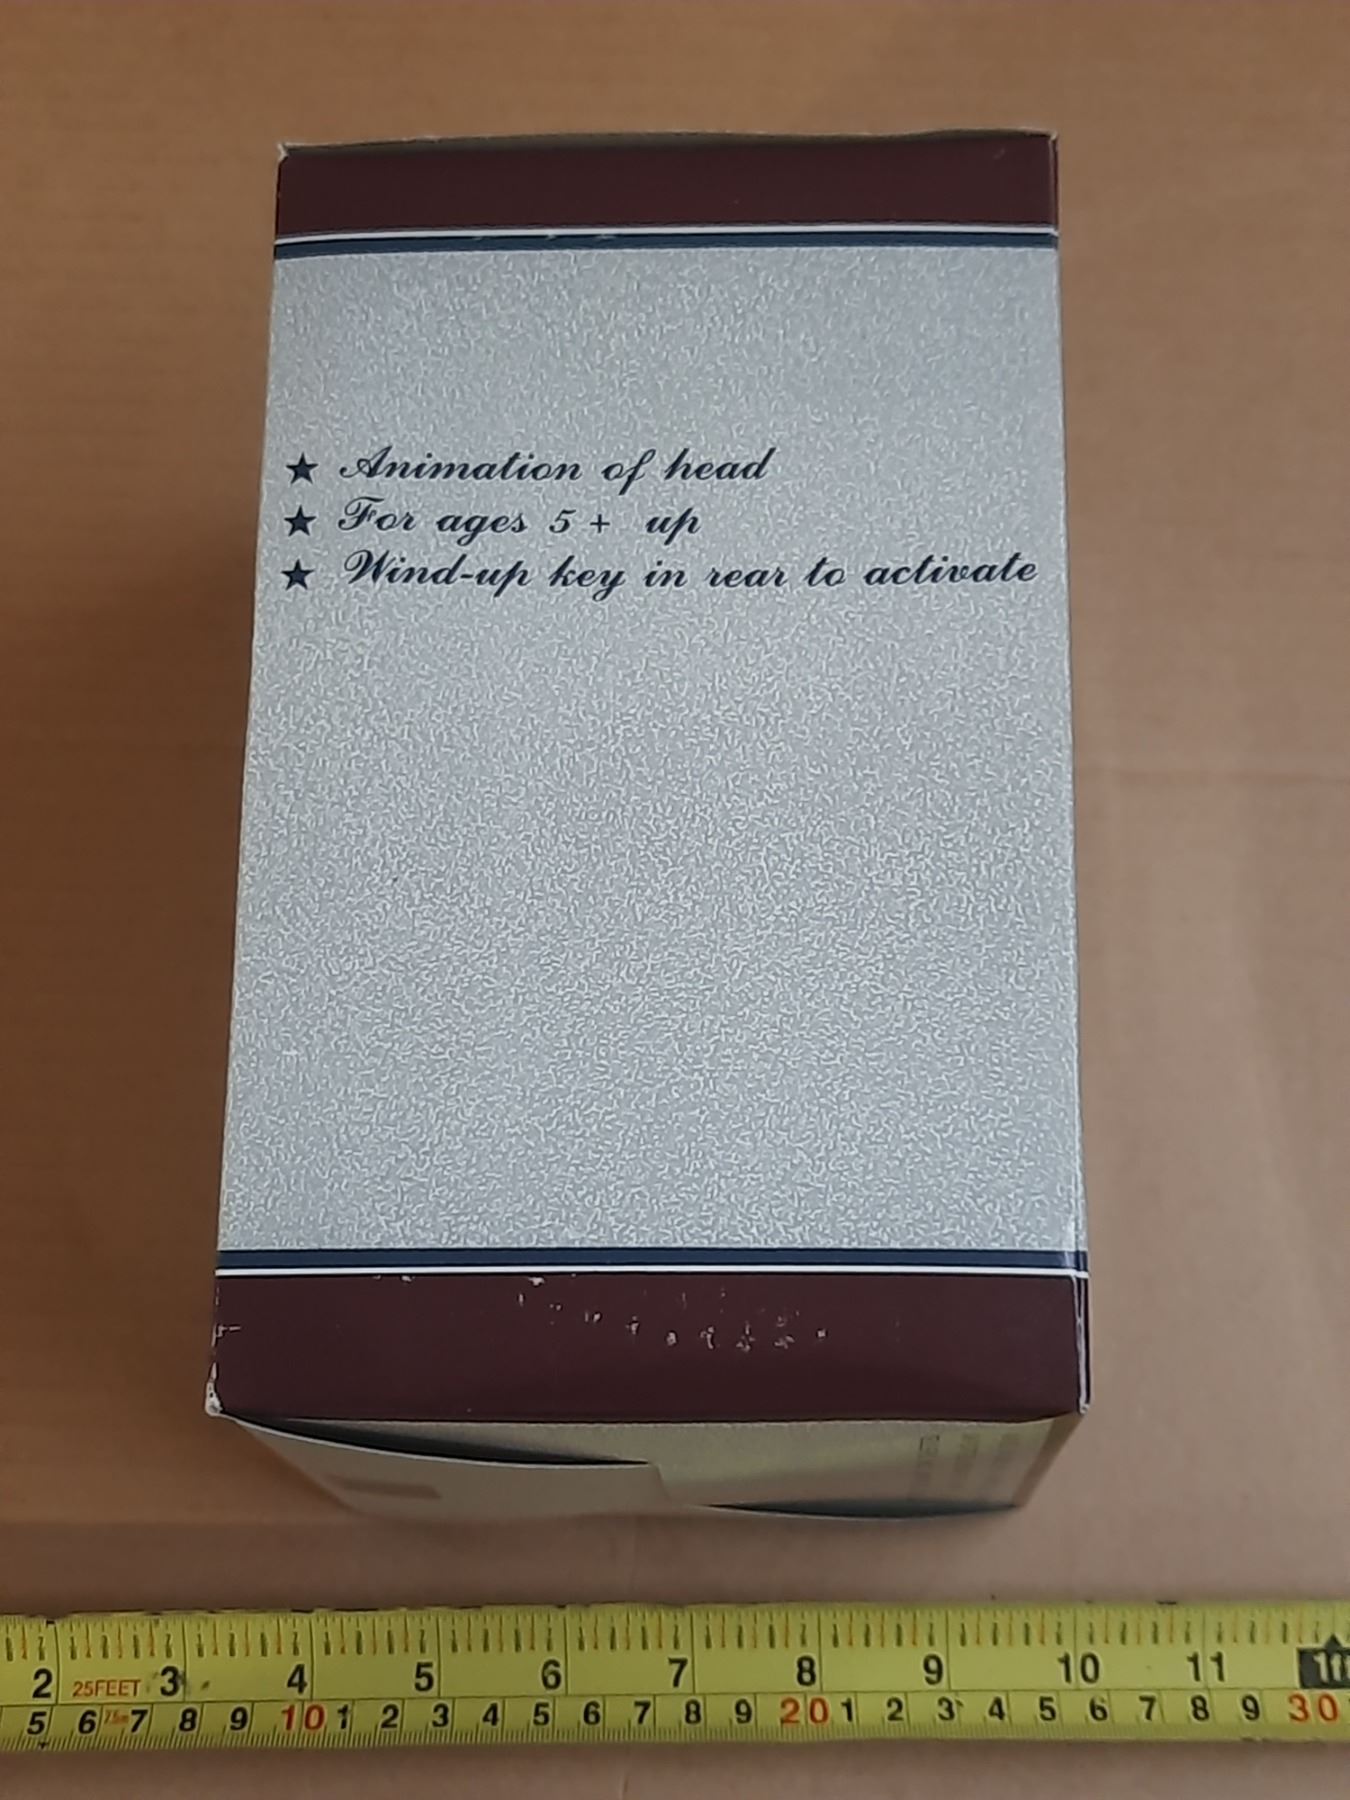 ★ Animation of head
★ For ages 5 + up
★ Wind-up key in rear to activate
2 25FEET 3 4 5 6 7 8 9 10 11
5 6 7.5m 7 8 9 10 1 2 3 4 5 6 7 8 9 20 1 2 3 4 5 6 7 8 9 30